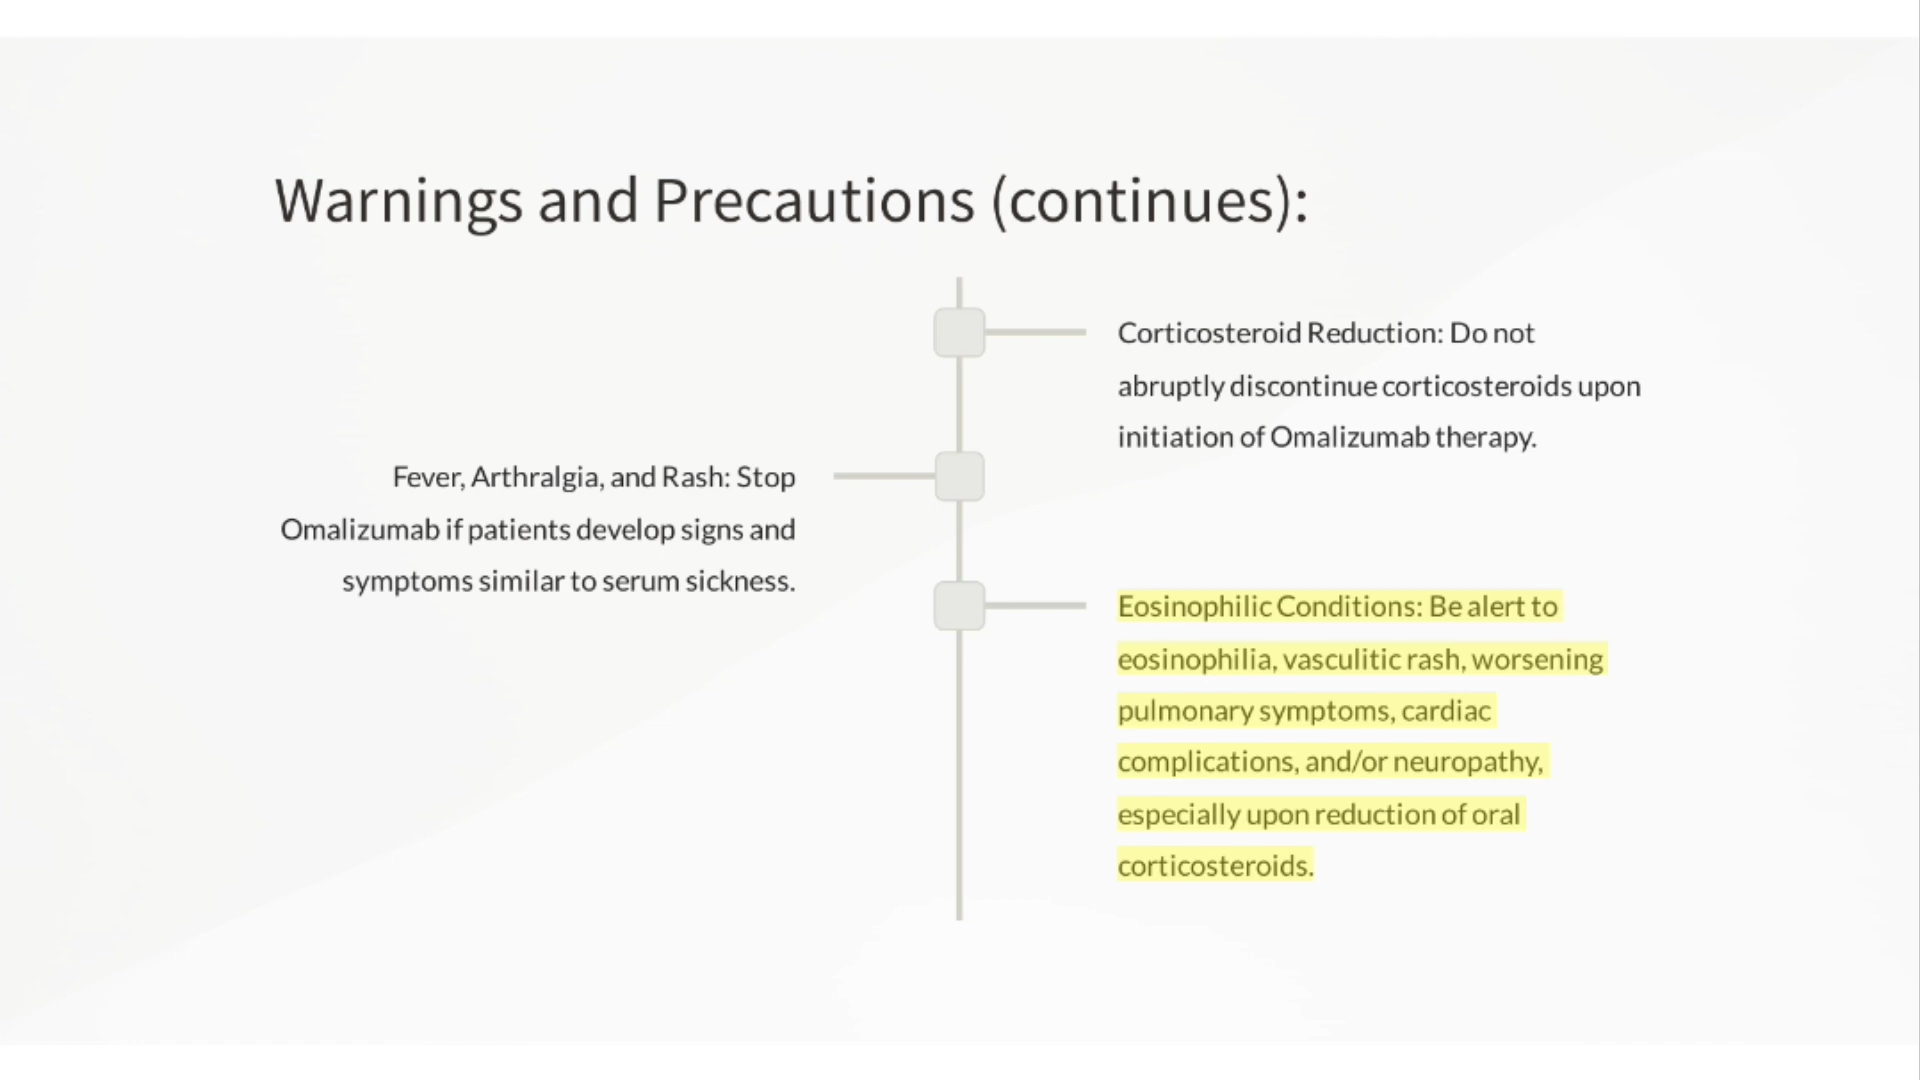 Warnings and Precautions (continues):
Corticosteroid Reduction: Do not
abruptly discontinue corticosteroids upon
initiation of Omalizumab therapy.
Fever, Arthralgia, and Rash: Stop
Omalizumab if patients develop signs and
symptoms similar to serum sickness.
Eosinophilic Conditions: Be alert to
eosinophilia, vasculitic rash, worsening
pulmonary symptoms, cardiac
complications, and/or neuropathy,
especially upon reduction of oral
corticosteroids.